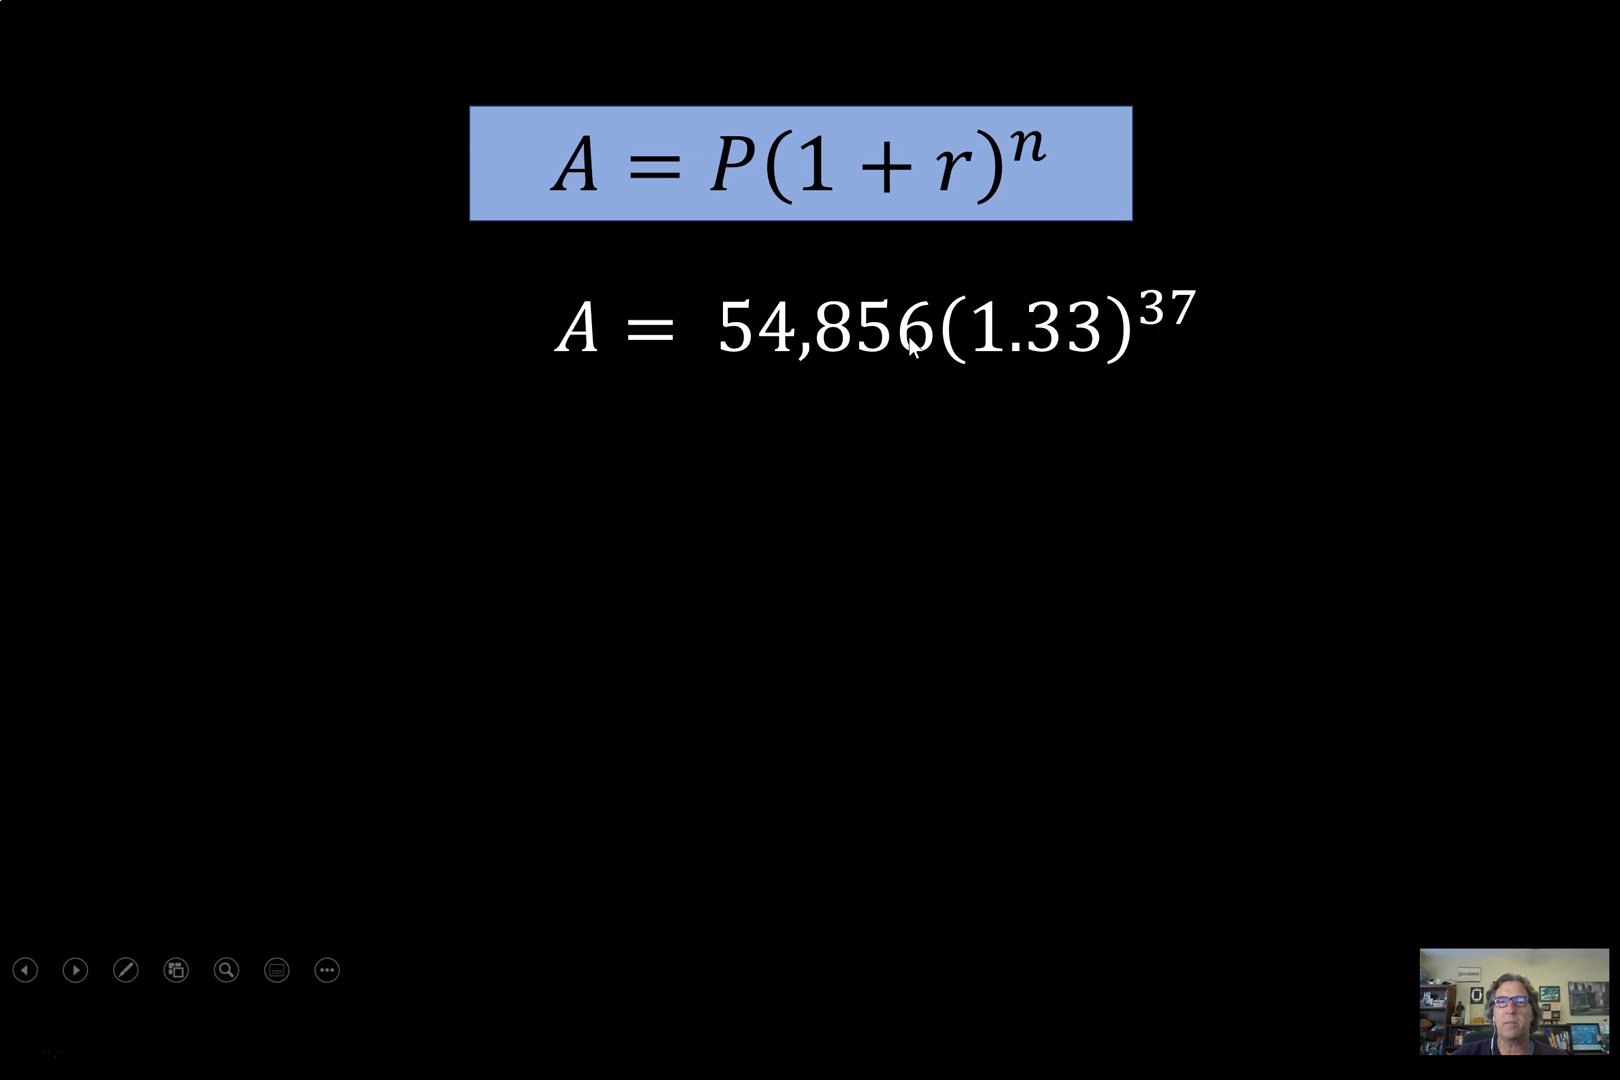 A = P(1 + r)ⁿ
A = 54,856(1.33)³⁷